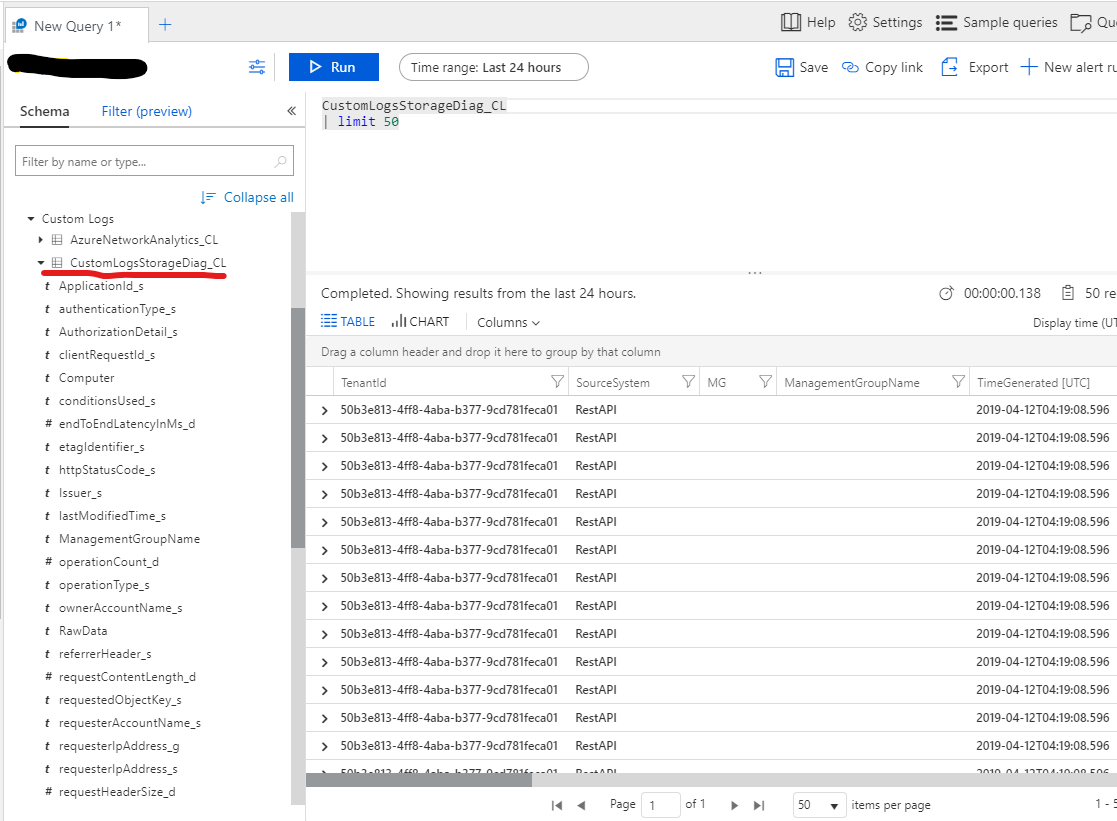 New Query 1*
Help Settings Sample queries
Run Time range: Last 24 hours Save Copy link Export New alert
Schema Filter (preview)
CustomLogsStorageDiag_CL
| limit 50
Filter by name or type...
Collapse all
Custom Logs
AzureNetworkAnalytics_CL
CustomLogsStorageDiag_CL
t ApplicationId_s
t authenticationType_s
t AuthorizationDetail_s
t clientRequestId_s
t Computer
t conditionsUsed_s
# endToEndLatencyInMs_d
t etagIdentifier_s
t httpStatusCode_s
t Issuer_s
t lastModifiedTime_s
t ManagementGroupName
# operationCount_d
t operationType_s
t ownerAccountName_s
t RawData
t referrerHeader_s
# requestContentLength_d
t requestedObjectKey_s
t requesterAccountName_s
t requesterIpAddress_g
t requesterIpAddress_s
# requestHeaderSize_d
Completed. Showing results from the last 24 hours. 00:00:00.138 50
TABLE CHART Columns Display time
Drag a column header and drop it here to group by that column
TenantId SourceSystem MG ManagementGroupName TimeGenerated [UTC]
50b3e813-4ff8-4aba-b377-9cd781feca01 RestAPI 2019-04-12T04:19:08.596
50b3e813-4ff8-4aba-b377-9cd781feca01 RestAPI 2019-04-12T04:19:08.596
50b3e813-4ff8-4aba-b377-9cd781feca01 RestAPI 2019-04-12T04:19:08.596
50b3e813-4ff8-4aba-b377-9cd781feca01 RestAPI 2019-04-12T04:19:08.596
50b3e813-4ff8-4aba-b377-9cd781feca01 RestAPI 2019-04-12T04:19:08.596
50b3e813-4ff8-4aba-b377-9cd781feca01 RestAPI 2019-04-12T04:19:08.596
50b3e813-4ff8-4aba-b377-9cd781feca01 RestAPI 2019-04-12T04:19:08.596
50b3e813-4ff8-4aba-b377-9cd781feca01 RestAPI 2019-04-12T04:19:08.596
50b3e813-4ff8-4aba-b377-9cd781feca01 RestAPI 2019-04-12T04:19:08.596
50b3e813-4ff8-4aba-b377-9cd781feca01 RestAPI 2019-04-12T04:19:08.596
50b3e813-4ff8-4aba-b377-9cd781feca01 RestAPI 2019-04-12T04:19:08.596
50b3e813-4ff8-4aba-b377-9cd781feca01 RestAPI 2019-04-12T04:19:08.596
50b3e813-4ff8-4aba-b377-9cd781feca01 RestAPI 2019-04-12T04:19:08.596
50b3e813-4ff8-4aba-b377-9cd781feca01 RestAPI 2019-04-12T04:19:08.596
Page 1 of 1 50 items per page 1 -